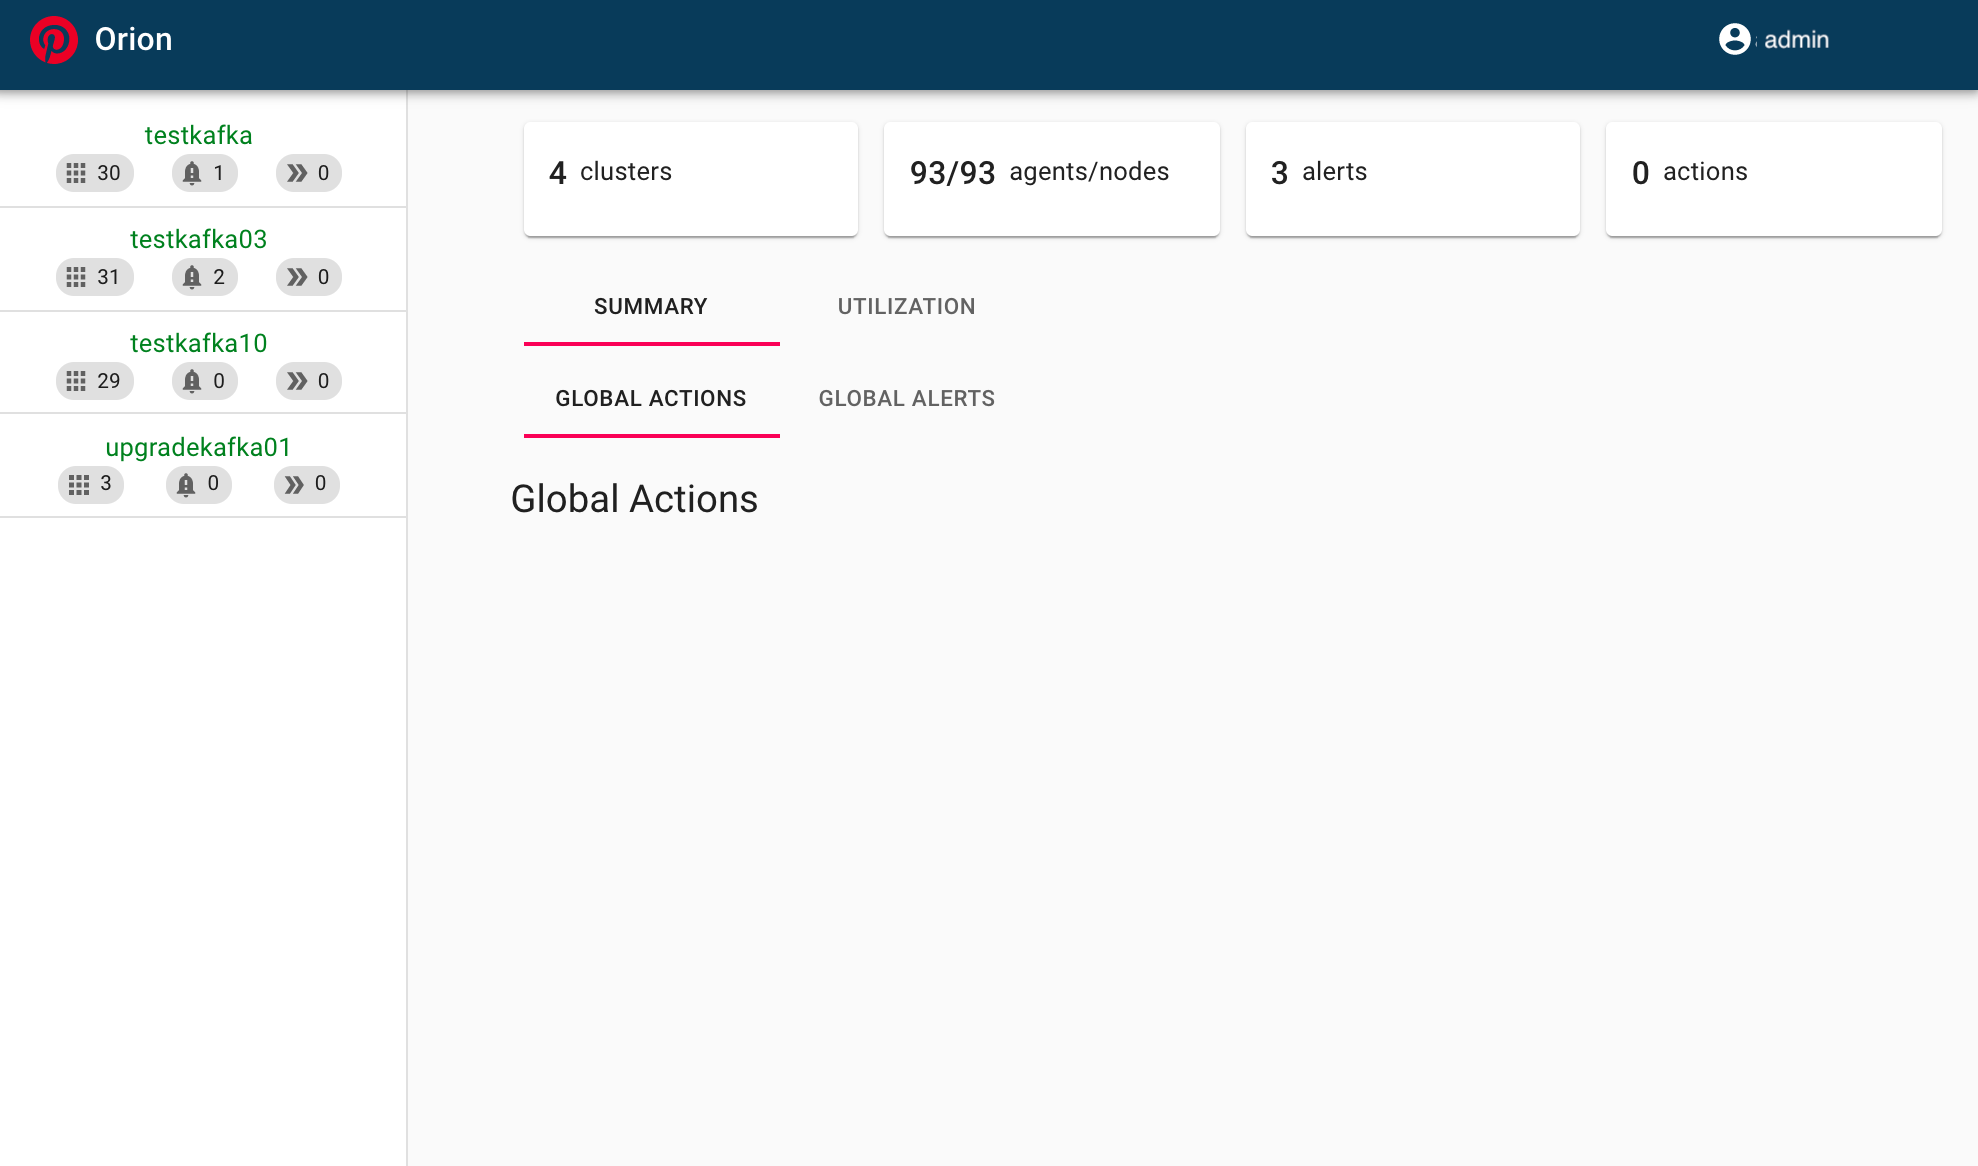 Orion
admin
testkafka
30 1 0
testkafka03
31 2 0
testkafka10
29 0 0
upgradekafka01
3 0 0
4 clusters
93/93 agents/nodes
3 alerts
0 actions
SUMMARY UTILIZATION
GLOBAL ACTIONS GLOBAL ALERTS
Global Actions